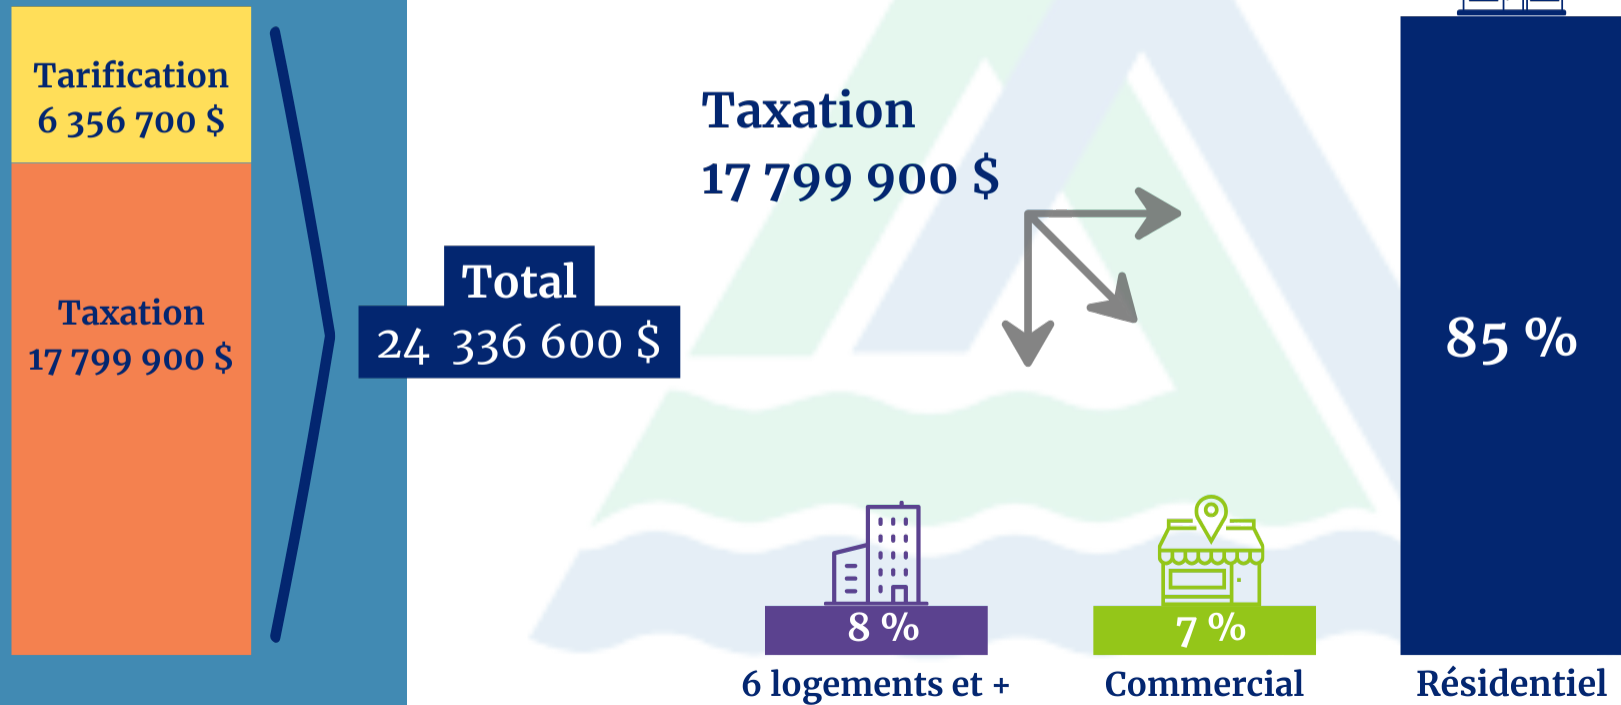 Tarification
6 356 700 $
Taxation
17 799 900 $
Total
24 336 600 $
Taxation
17 799 900 $
8 %
6 logements et +
7 %
Commercial
85 %
Résidentiel